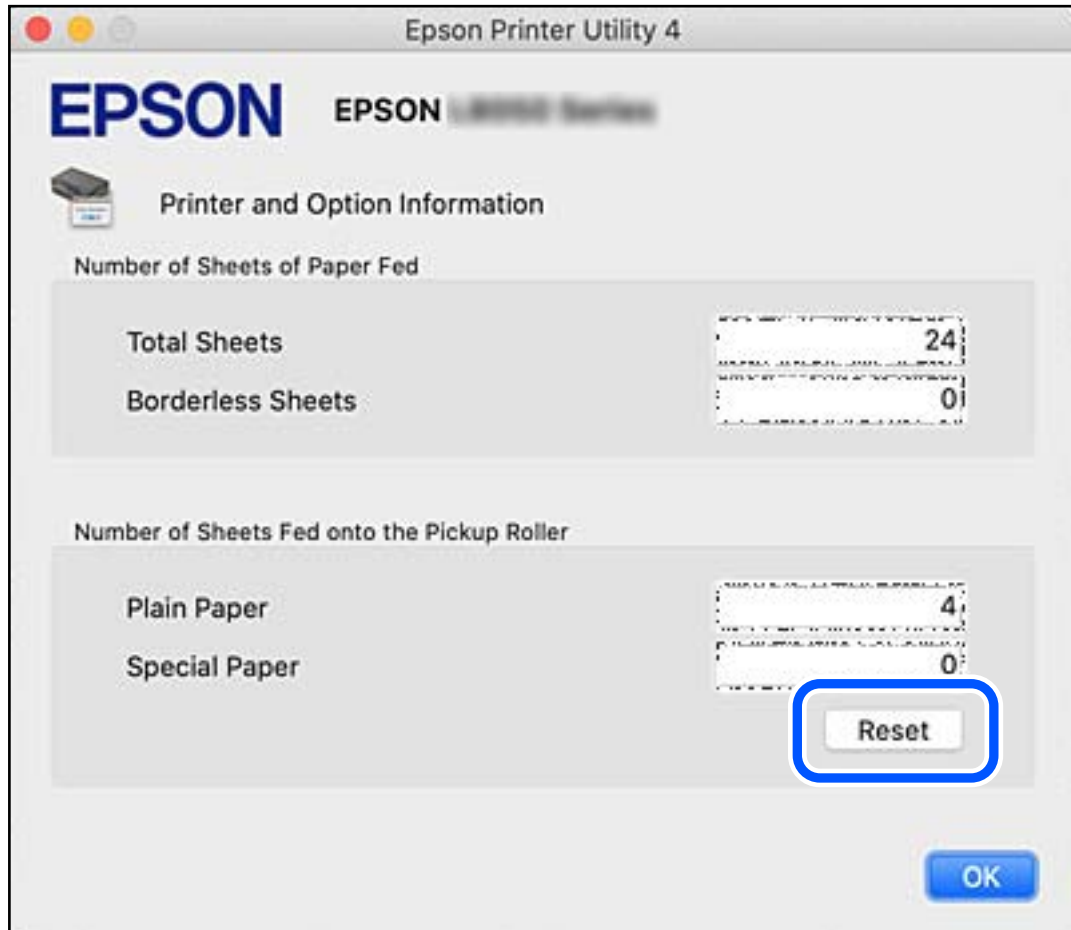 Epson Printer Utility 4
EPSON EPSON
Printer and Option Information
Number of Sheets of Paper Fed
Total Sheets 24
Borderless Sheets 0
Number of Sheets Fed onto the Pickup Roller
Plain Paper 4
Special Paper 0
Reset
OK